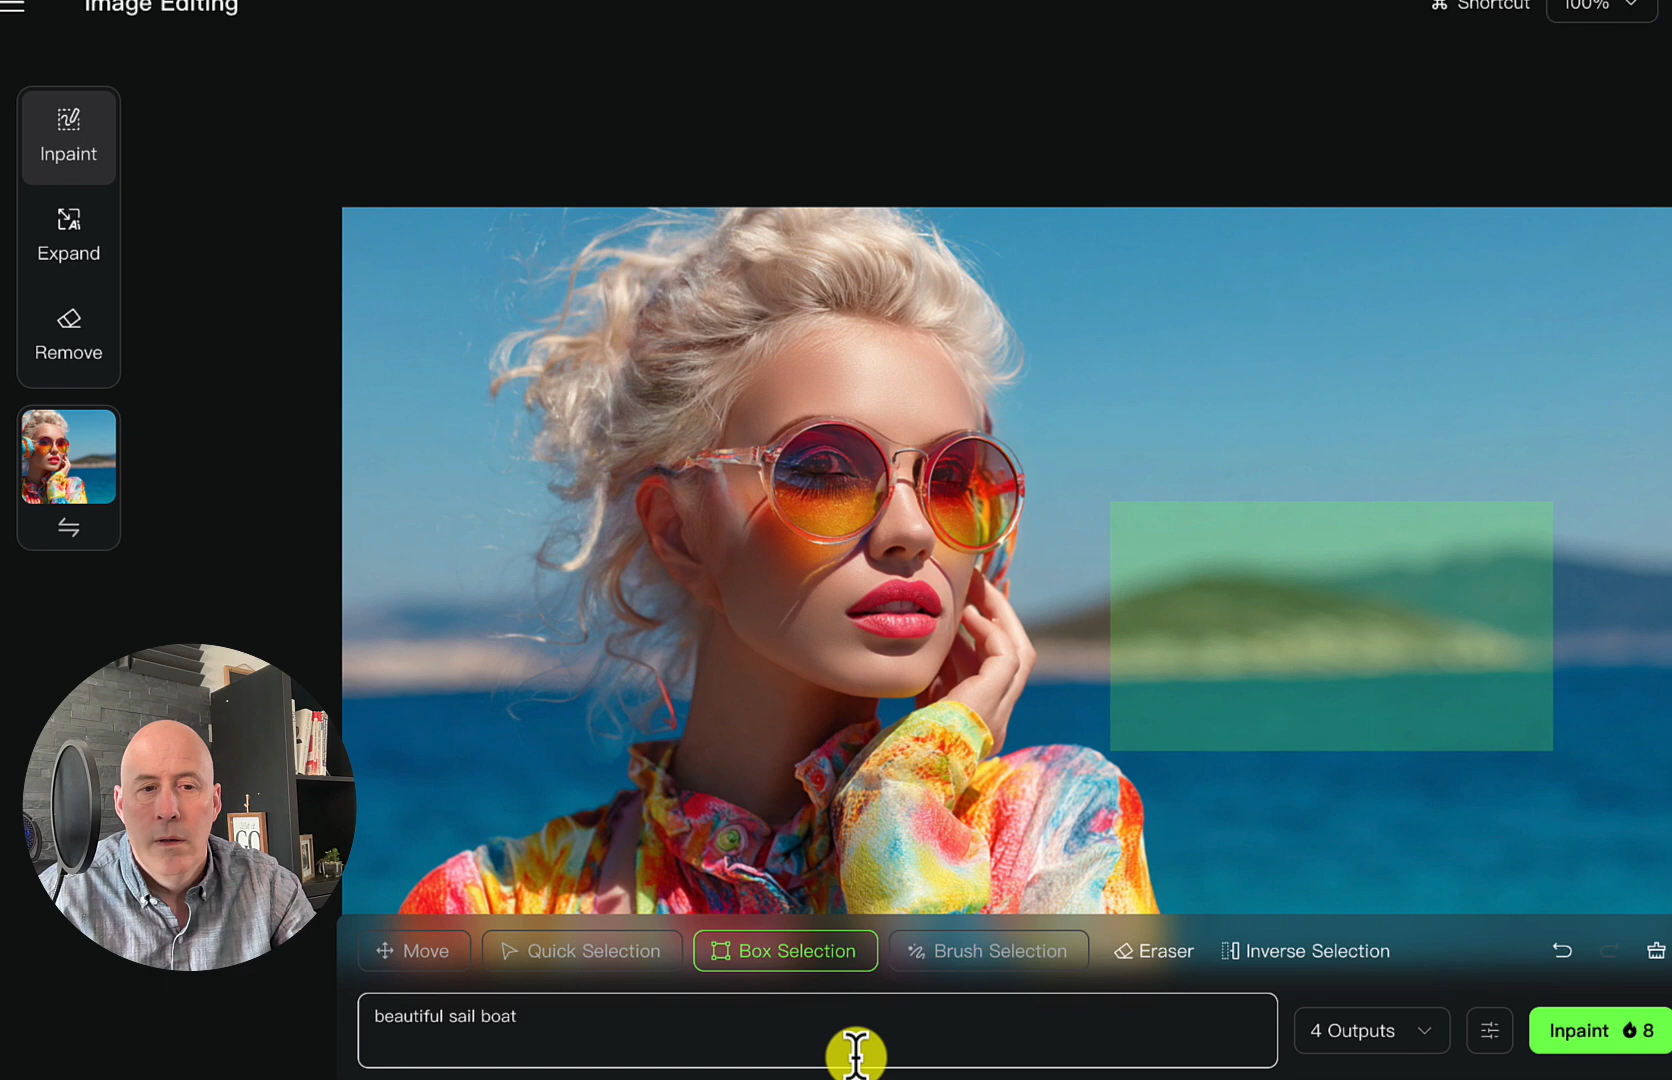 Image Editing
Shortcut
100%
Inpaint
Expand
Remove
Move
Quick Selection
Box Selection
Brush Selection
Eraser
Inverse Selection
beautiful sail boat
4 Outputs
Inpaint 8